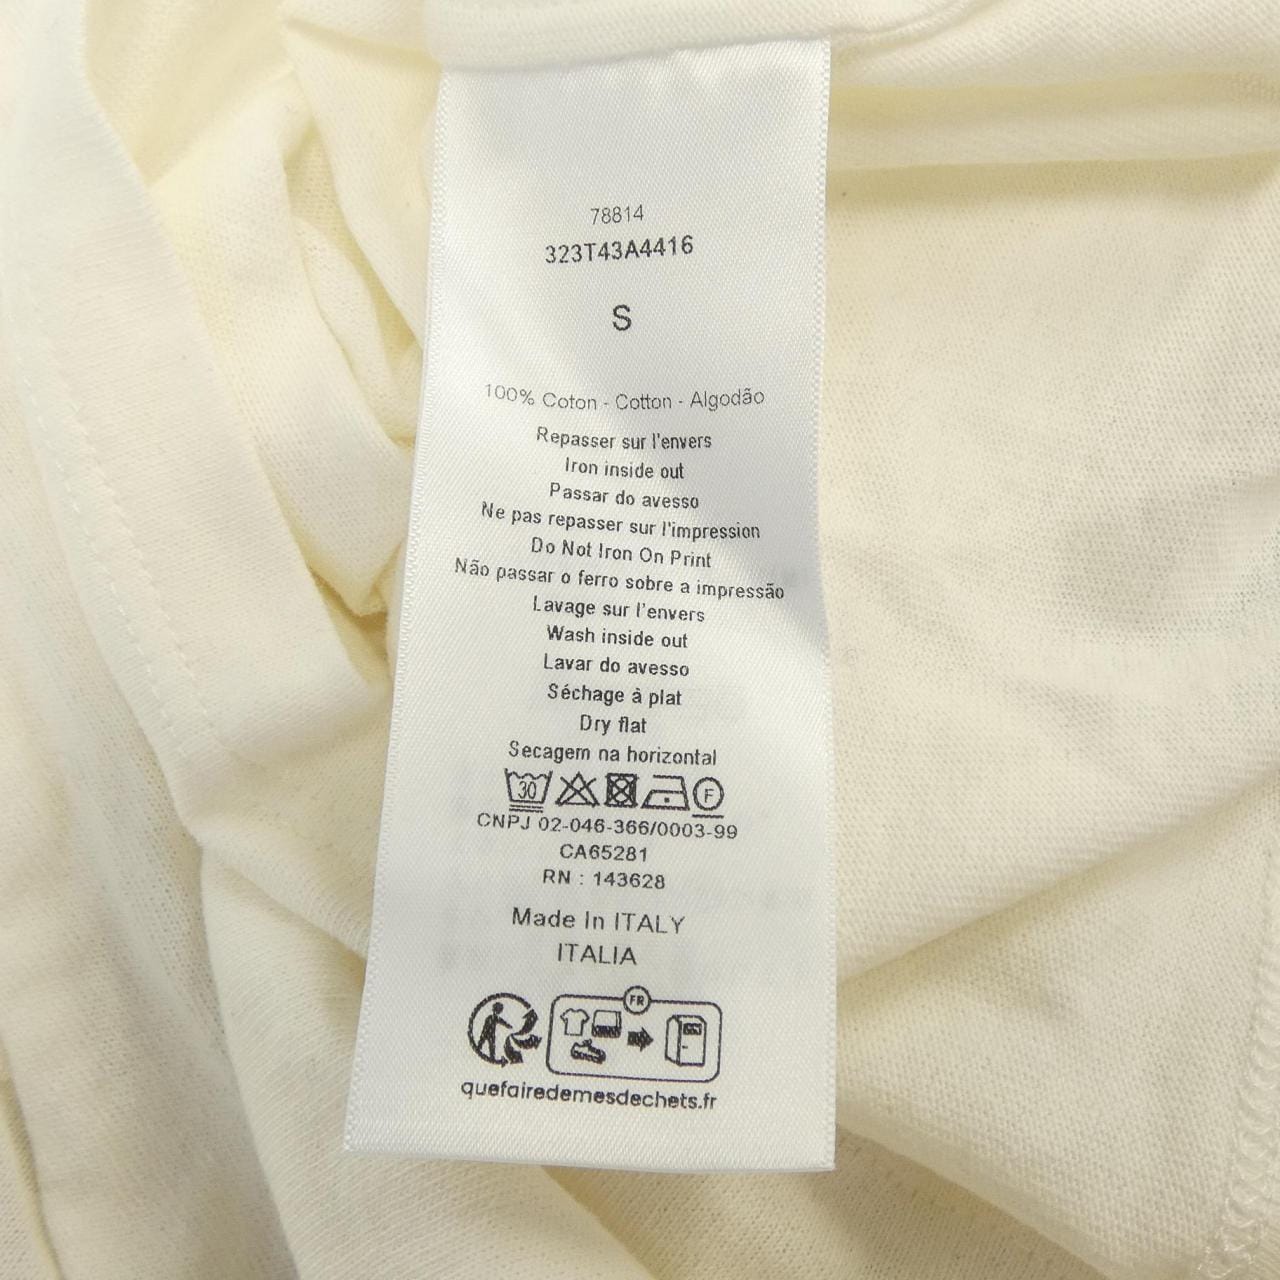 78814
323T43A4416
S
100% Coton - Cotton - Algodão
Repasser sur l'envers
Iron inside out
Passar do avesso
Ne pas repasser sur l'impression
Do Not Iron On Print
Não passar o ferro sobre a impressão
Lavage sur l'envers
Wash inside out
Lavar do avesso
Séchage à plat
Dry flat
Secagem na horizontal
30 F
CNPJ 02-046-366/0003-99
CA65281
RN : 143628
Made In ITALY
ITALIA
FR
quefairedemesdechets.fr